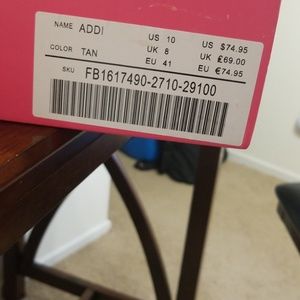 NAME ADDI US 10 US $74.95
COLOR TAN UK 8 UK £69.00
EU 41 EU €74.95
SKU FB1617490-2710-29100